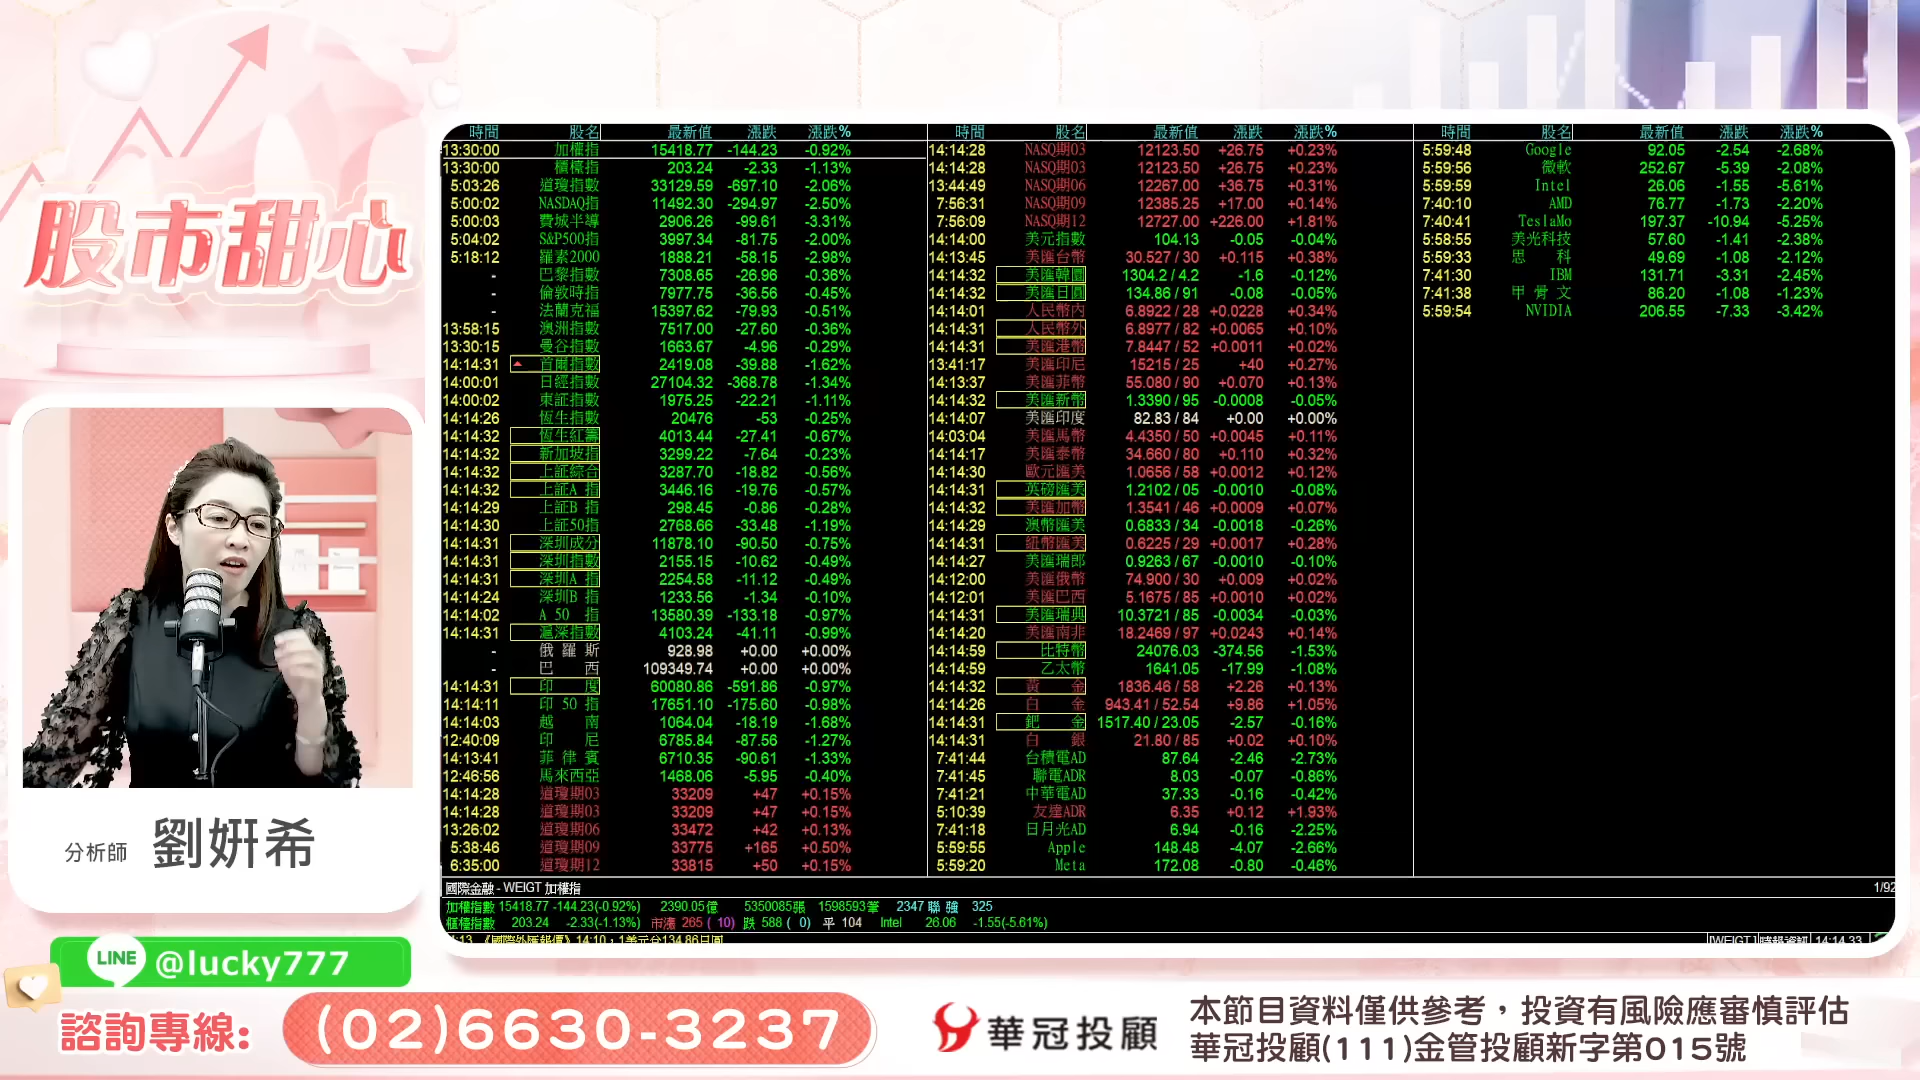 股市甜心
分析師 劉妍希
LINE @lucky777
諮詢專線: (02)6630-3237
華冠投顧
本節目資料僅供參考,投資有風險應審慎評估
華冠投顧(111)金管投顧新字第015號
時間 股名 最新值 漲跌 漲跌%
13:30:00 加權指 15418.77 -144.23 -0.92%
13:30:00 櫃檯指 203.24 -2.33 -1.13%
5:03:26 道瓊指數 33129.59 -697.10 -2.06%
5:00:02 NASDAQ指 11492.30 -294.97 -2.50%
5:00:03 費城半導 2906.26 -99.61 -3.31%
5:04:02 S&P500指 3997.34 -81.75 -2.00%
5:18:12 羅素2000 1888.21 -58.15 -2.98%
- 巴黎指數 7308.65 -26.96 -0.36%
- 倫敦時指 7977.75 -36.56 -0.45%
- 法蘭克福 15397.62 -79.93 -0.51%
13:58:15 澳洲指數 7517.00 -27.60 -0.36%
13:30:15 曼谷指數 1663.67 -4.96 -0.29%
14:14:31 首爾指數 2419.08 -39.88 -1.62%
14:00:01 日經指數 27104.32 -368.78 -1.34%
14:00:02 東証指數 1975.25 -22.21 -1.11%
14:14:26 恆生指數 20476 -53 -0.25%
14:14:32 恆生紅籌 4013.44 -27.41 -0.67%
14:14:32 新加坡指 3299.22 -7.64 -0.23%
14:14:32 上証綜合 3287.70 -18.82 -0.56%
14:14:32 上証A 指 3446.16 -19.76 -0.57%
14:14:29 上証B 指 298.45 -0.86 -0.28%
14:14:30 上証50指 2768.66 -33.48 -1.19%
14:14:31 深圳成分 11878.10 -90.50 -0.75%
14:14:31 深圳指數 2155.15 -10.62 -0.49%
14:14:31 深圳A 指 2254.58 -11.12 -0.49%
14:14:24 深圳B 指 1233.56 -1.34 -0.10%
14:14:02 A 50 指 13580.39 -133.18 -0.97%
14:14:31 滬深指數 4103.24 -41.11 -0.99%
- 俄羅斯 928.98 +0.00 +0.00%
- 巴西 109349.74 +0.00 +0.00%
14:14:31 印度 60080.86 -591.86 -0.97%
14:14:11 印 50 指 17651.10 -175.60 -0.98%
14:14:03 越南 1064.04 -18.19 -1.68%
12:40:09 印尼 6785.84 -87.56 -1.27%
14:13:41 菲律賓 6710.35 -90.61 -1.33%
12:46:56 馬來西亞 1468.06 -5.95 -0.40%
14:14:28 道瓊期03 33209 +47 +0.15%
14:14:28 道瓊期03 33209 +47 +0.15%
13:26:02 道瓊期06 33472 +42 +0.13%
5:38:46 道瓊期09 33775 +165 +0.50%
6:35:00 道瓊期12 33815 +50 +0.15%
時間 股名 最新值 漲跌 漲跌%
14:14:28 NASQ期03 12123.50 +26.75 +0.23%
14:14:28 NASQ期03 12123.50 +26.75 +0.23%
13:44:49 NASQ期06 12267.00 +36.75 +0.31%
7:56:31 NASQ期09 12385.25 +17.00 +0.14%
7:56:09 NASQ期12 12727.00 +226.00 +1.81%
14:14:00 美元指數 104.13 -0.05 -0.04%
14:13:45 美匯台幣 30.527 / 30 +0.115 +0.38%
14:14:32 美匯韓圓 1304.2 / 4.2 -1.6 -0.12%
14:14:32 美匯日圓 134.86 / 91 -0.08 -0.05%
14:14:01 人民幣內 6.8922 / 28 +0.0228 +0.34%
14:14:31 人民幣外 6.8977 / 82 +0.0065 +0.10%
14:14:31 美匯港幣 7.8447 / 52 +0.0011 +0.02%
13:41:17 美匯印尼 15215 / 25 +40 +0.27%
14:13:37 美匯菲幣 55.080 / 90 +0.070 +0.13%
14:14:32 美匯新幣 1.3390 / 95 -0.0008 -0.05%
14:14:07 美匯印度 82.83 / 84 +0.00 +0.00%
14:03:04 美匯馬幣 4.4350 / 50 +0.0045 +0.11%
14:14:17 美匯泰幣 34.660 / 80 +0.110 +0.32%
14:14:30 歐元匯美 1.0656 / 58 +0.0012 +0.12%
14:14:31 英磅匯美 1.2102 / 05 -0.0010 -0.08%
14:14:32 美匯加幣 1.3541 / 46 +0.0009 +0.07%
14:14:29 澳幣匯美 0.6833 / 34 -0.0018 -0.26%
14:14:31 紐幣匯美 0.6225 / 29 +0.0017 +0.28%
14:14:27 美匯瑞郎 0.9263 / 67 -0.0010 -0.10%
14:12:00 美匯俄幣 74.900 / 30 +0.009 +0.02%
14:12:01 美匯巴西 5.1675 / 85 +0.0010 +0.02%
14:14:31 美匯瑞典 10.3721 / 85 -0.0034 -0.03%
14:14:20 美匯南非 18.2469 / 97 +0.0243 +0.14%
14:14:59 比特幣 24076.03 -374.56 -1.53%
14:14:59 乙太幣 1641.05 -17.99 -1.08%
14:14:32 黃金 1836.46 / 58 +2.26 +0.13%
14:14:26 白金 943.41 / 52.54 +9.86 +1.05%
14:14:31 鈀金 1517.40 / 23.05 -2.57 -0.16%
14:14:31 白銀 21.80 / 85 +0.02 +0.10%
7:41:44 台積電AD 87.64 -2.46 -2.73%
7:41:45 聯電ADR 8.03 -0.07 -0.86%
7:41:21 中華電AD 37.33 -0.16 -0.42%
5:10:39 友達ADR 6.35 +0.12 +1.93%
7:41:18 日月光AD 6.94 -0.16 -2.25%
5:59:55 Apple 148.48 -4.07 -2.66%
5:59:20 Meta 172.08 -0.80 -0.46%
時間 股名 最新值 漲跌 漲跌%
5:59:48 Google 92.05 -2.54 -2.68%
5:59:56 微軟 252.67 -5.39 -2.08%
5:59:59 Intel 26.06 -1.55 -5.61%
7:40:10 AMD 76.77 -1.73 -2.20%
7:40:41 TeslaMo 197.37 -10.94 -5.25%
5:58:55 美光科技 57.60 -1.41 -2.38%
5:59:33 思科 49.69 -1.08 -2.12%
7:41:30 IBM 131.71 -3.31 -2.45%
7:41:38 甲骨文 86.20 -1.08 -1.23%
5:59:54 NVIDIA 206.55 -7.33 -3.42%
國際金融 - WEIGT 加權指 1/92
加權指數 15418.77 -144.23(-0.92%) 2390.05億 5350085張 1598593筆 2347 聯 強 325
櫃檯指數 203.24 -2.33(-1.13%) 市漲 265 ( 10) 跌 588 ( 0) 平 104 Intel 26.06 -1.55(-5.61%)
《國際外匯報價》14:10,1美元兌134.86日圓 [WEIGT] 時報資訊 14:14:33